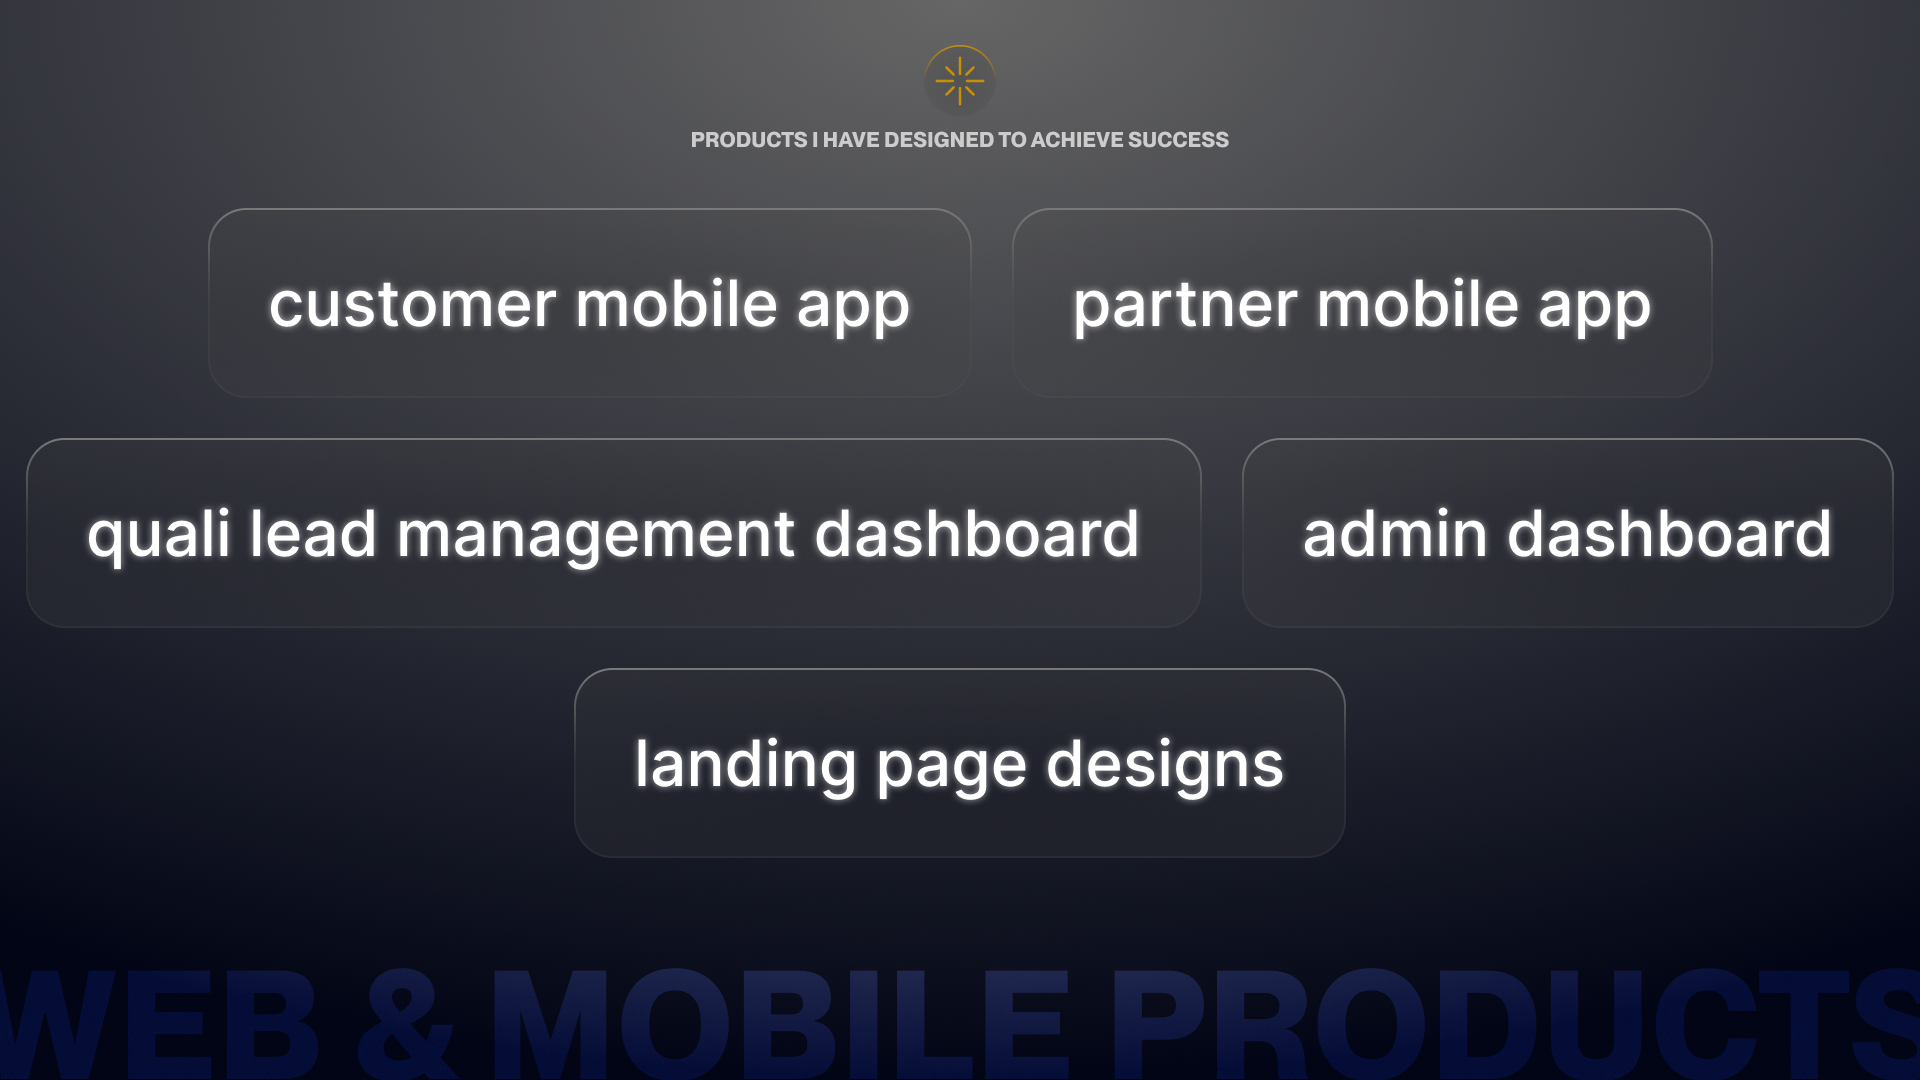 PRODUCTS I HAVE DESIGNED TO ACHIEVE SUCCESS
customer mobile app
partner mobile app
quali lead management dashboard
admin dashboard
landing page designs
WEB & MOBILE PRODUCTS